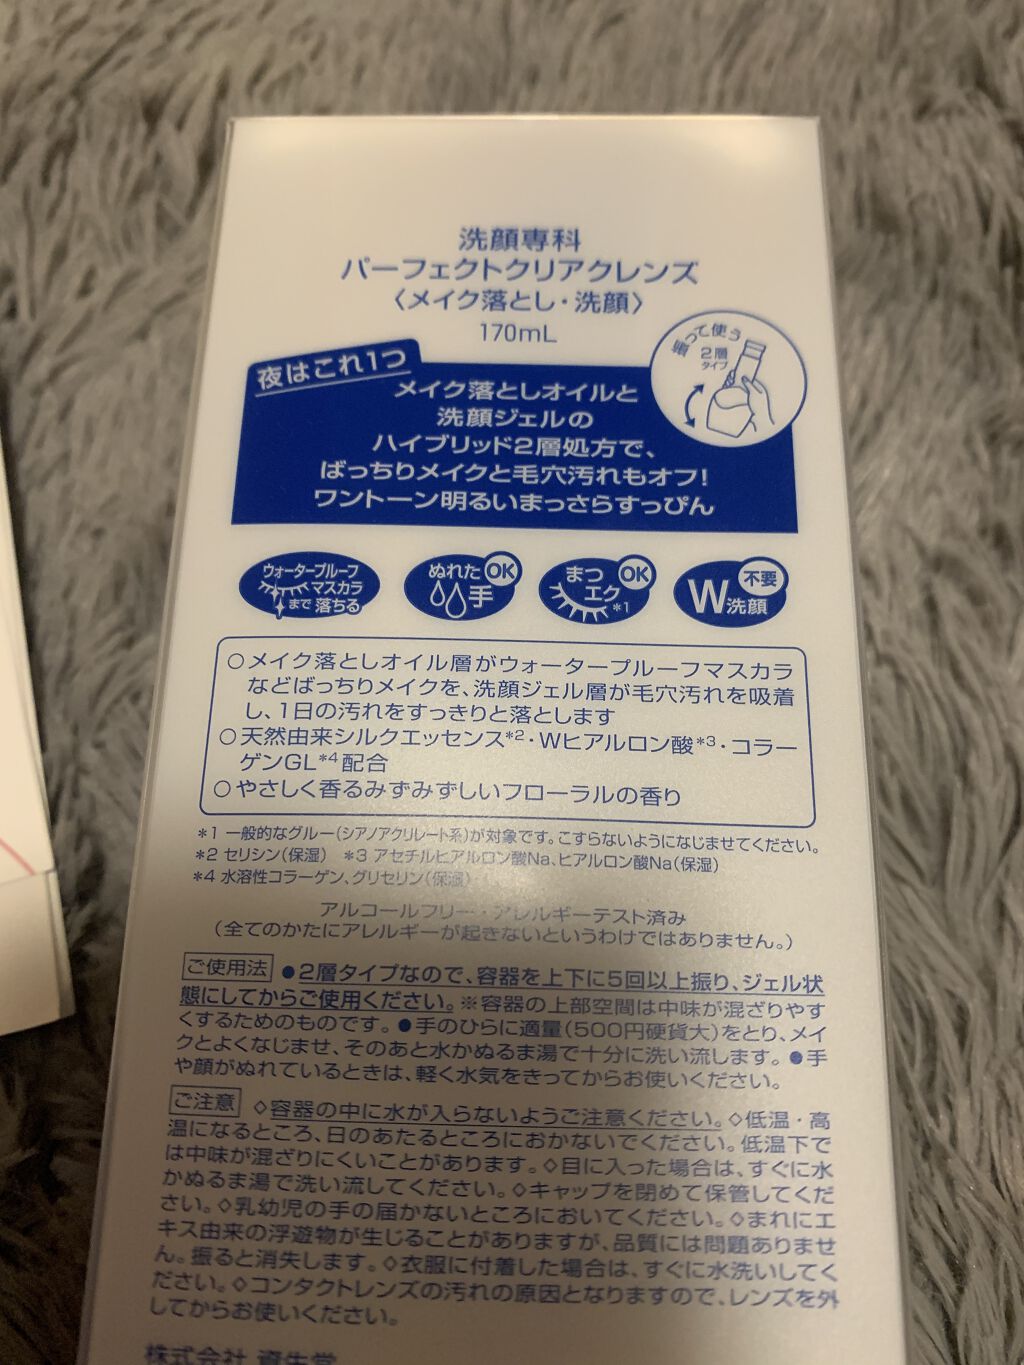 洗顔専科
パーフェクトクリアクレンズ
〈メイク落とし・洗顔〉
170mL
振って使う
2層
タイプ
夜はこれ1つ
メイク落としオイルと
洗顔ジェルの
ハイブリッド2層処方で、
ばっちりメイクと毛穴汚れもオフ!
ワントーン明るいまっさらすっぴん
ウォータープルーフ
マスカラ
まで 落ちる
ぬれた OK
手
まつ OK
エク
*1
W洗顔 不要
○メイク落としオイル層がウォータープルーフマスカラ
などばっちりメイクを、洗顔ジェル層が毛穴汚れを吸着
し、1日の汚れをすっきりと落とします
○天然由来シルクエッセンス*2・Wヒアルロン酸*3・コラー
ゲンGL*4配合
○やさしく香るみずみずしいフローラルの香り
*1 一般的なグルー(シアノアクリレート系)が対象です。こすらないようになじませてください。
*2 セリシン(保湿) *3 アセチルヒアルロン酸Na、ヒアルロン酸Na(保湿)
*4 水溶性コラーゲン、グリセリン(保湿)
アルコールフリー・アレルギーテスト済み
(全てのかたにアレルギーが起きないというわけではありません。)
ご使用法 ●2層タイプなので、容器を上下に5回以上振り、ジェル状
態にしてからご使用ください。※容器の上部空間は中味が混ざりやす
くするためのものです。●手のひらに適量(500円硬貨大)をとり、メイ
クとよくなじませ、そのあと水かぬるま湯で十分に洗い流します。●手
や顔がぬれているときは、軽く水気をきってからお使いください。
ご注意 ◇容器の中に水が入らないようご注意ください。◇低温・高
温になるところ、日のあたるところにおかないでください。低温下で
は中味が混ざりにくいことがあります。◇目に入った場合は、すぐに水
かぬるま湯で洗い流してください。◇キャップを閉めて保管してくだ
さい。◇乳幼児の手の届かないところにおいてください。◇まれにエ
キス由来の浮遊物が生じることがありますが、品質には問題ありませ
ん。振ると消失します。◇衣服に付着した場合は、すぐに水洗いしてく
ださい。◇コンタクトレンズの汚れの原因となりますので、レンズを外
してからお使いください。
株式会社 資生堂